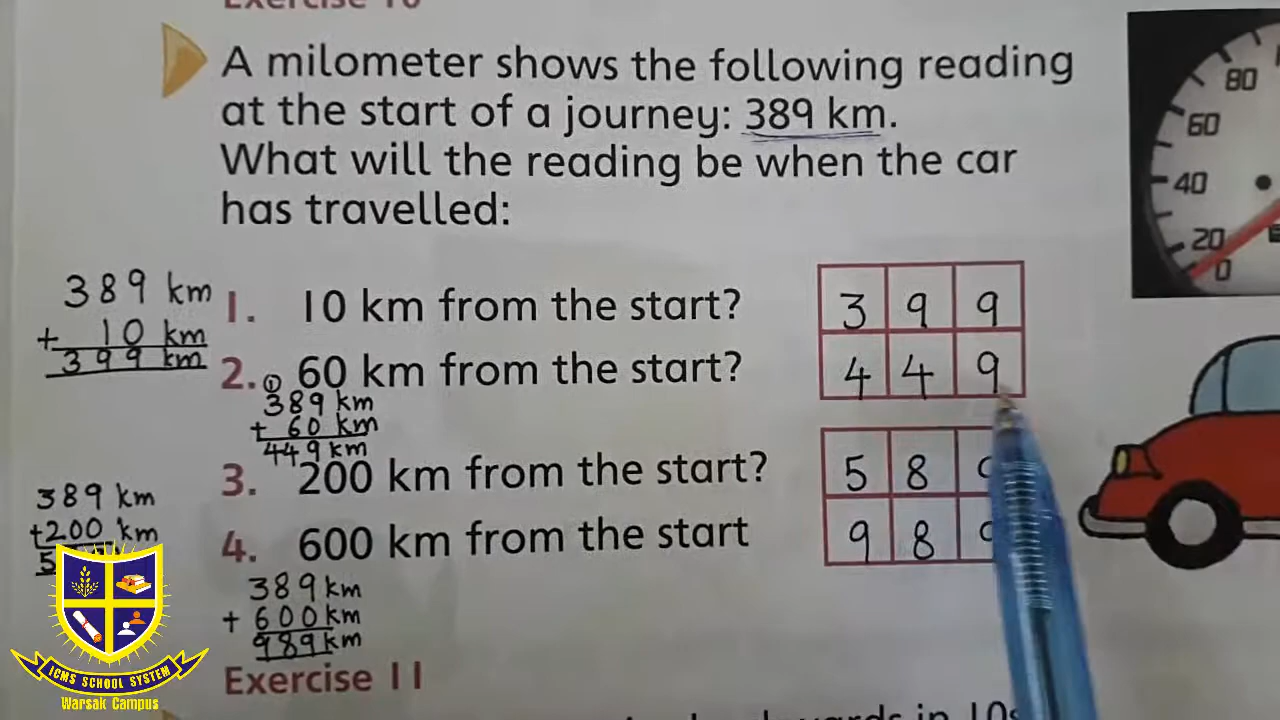 Exercise 10
A milometer shows the following reading
at the start of a journey: 389 km.
What will the reading be when the car
has travelled:
80
60
40
20
0
389 km
+ 10 km
399 km
1. 10 km from the start?
3 9 9
2. 60 km from the start?
4 4 9
1
389 km
+ 60 km
449 km
3. 200 km from the start?
5 8
389 km
+200 km
5
4. 600 km from the start
9 8
389 km
+ 600 km
989 km
ICMS SCHOOL SYSTEM
Warsak Campus
Exercise 11
in 10s